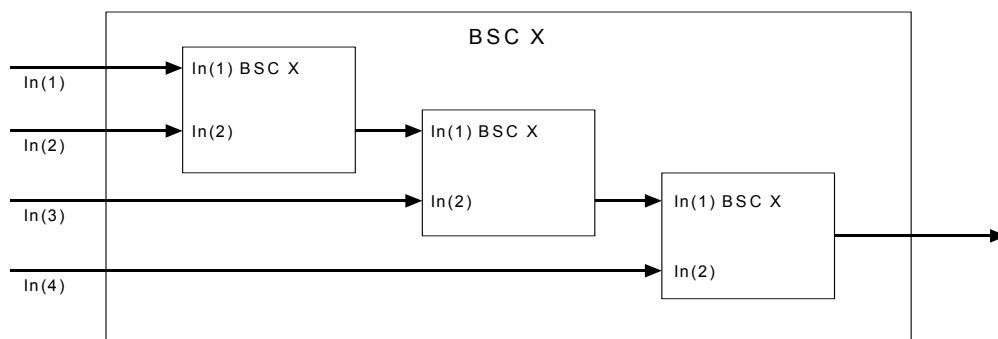 BSC X
In(1) BSC X
In(1)
In(2)
In(2)
In(1) BSC X
In(2)
In(3)
In(1) BSC X
In(2)
In(4)